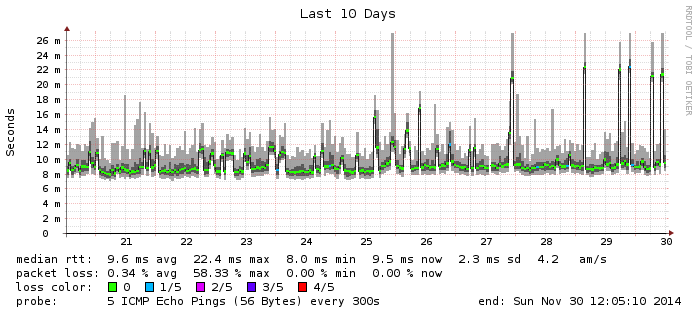 Last 10 Days
RRDTOOL / TOBI OETIKER
Seconds
26 m
24 m
22 m
20 m
18 m
16 m
14 m
12 m
10 m
8 m
6 m
4 m
2 m
0
21 22 23 24 25 26 27 28 29 30
median rtt: 9.6 ms avg 22.4 ms max 8.0 ms min 9.5 ms now 2.3 ms sd 4.2 am/s
packet loss: 0.34 % avg 58.33 % max 0.00 % min 0.00 % now
loss color: 0 1/5 2/5 3/5 4/5
probe: 5 ICMP Echo Pings (56 Bytes) every 300s end: Sun Nov 30 12:05:10 2014